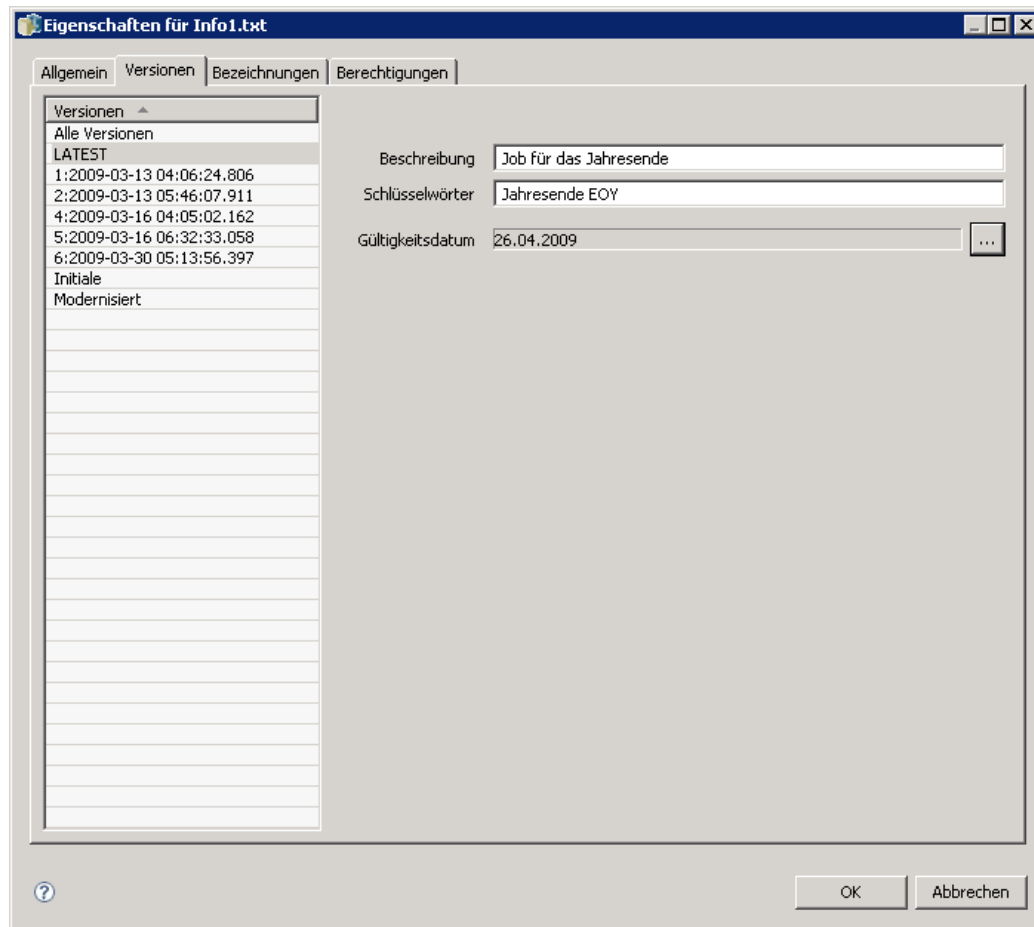 Eigenschaften für Info1.txt
Allgemein Versionen Bezeichnungen Berechtigungen
Versionen
Alle Versionen
LATEST
1:2009-03-13 04:06:24.806
2:2009-03-13 05:46:07.911
4:2009-03-16 04:05:02.162
5:2009-03-16 06:32:33.058
6:2009-03-30 05:13:56.397
Initiale
Modernisiert
Beschreibung Job für das Jahresende
Schlüsselwörter Jahresende EOY
Gültigkeitsdatum 26.04.2009 ...
? OK Abbrechen